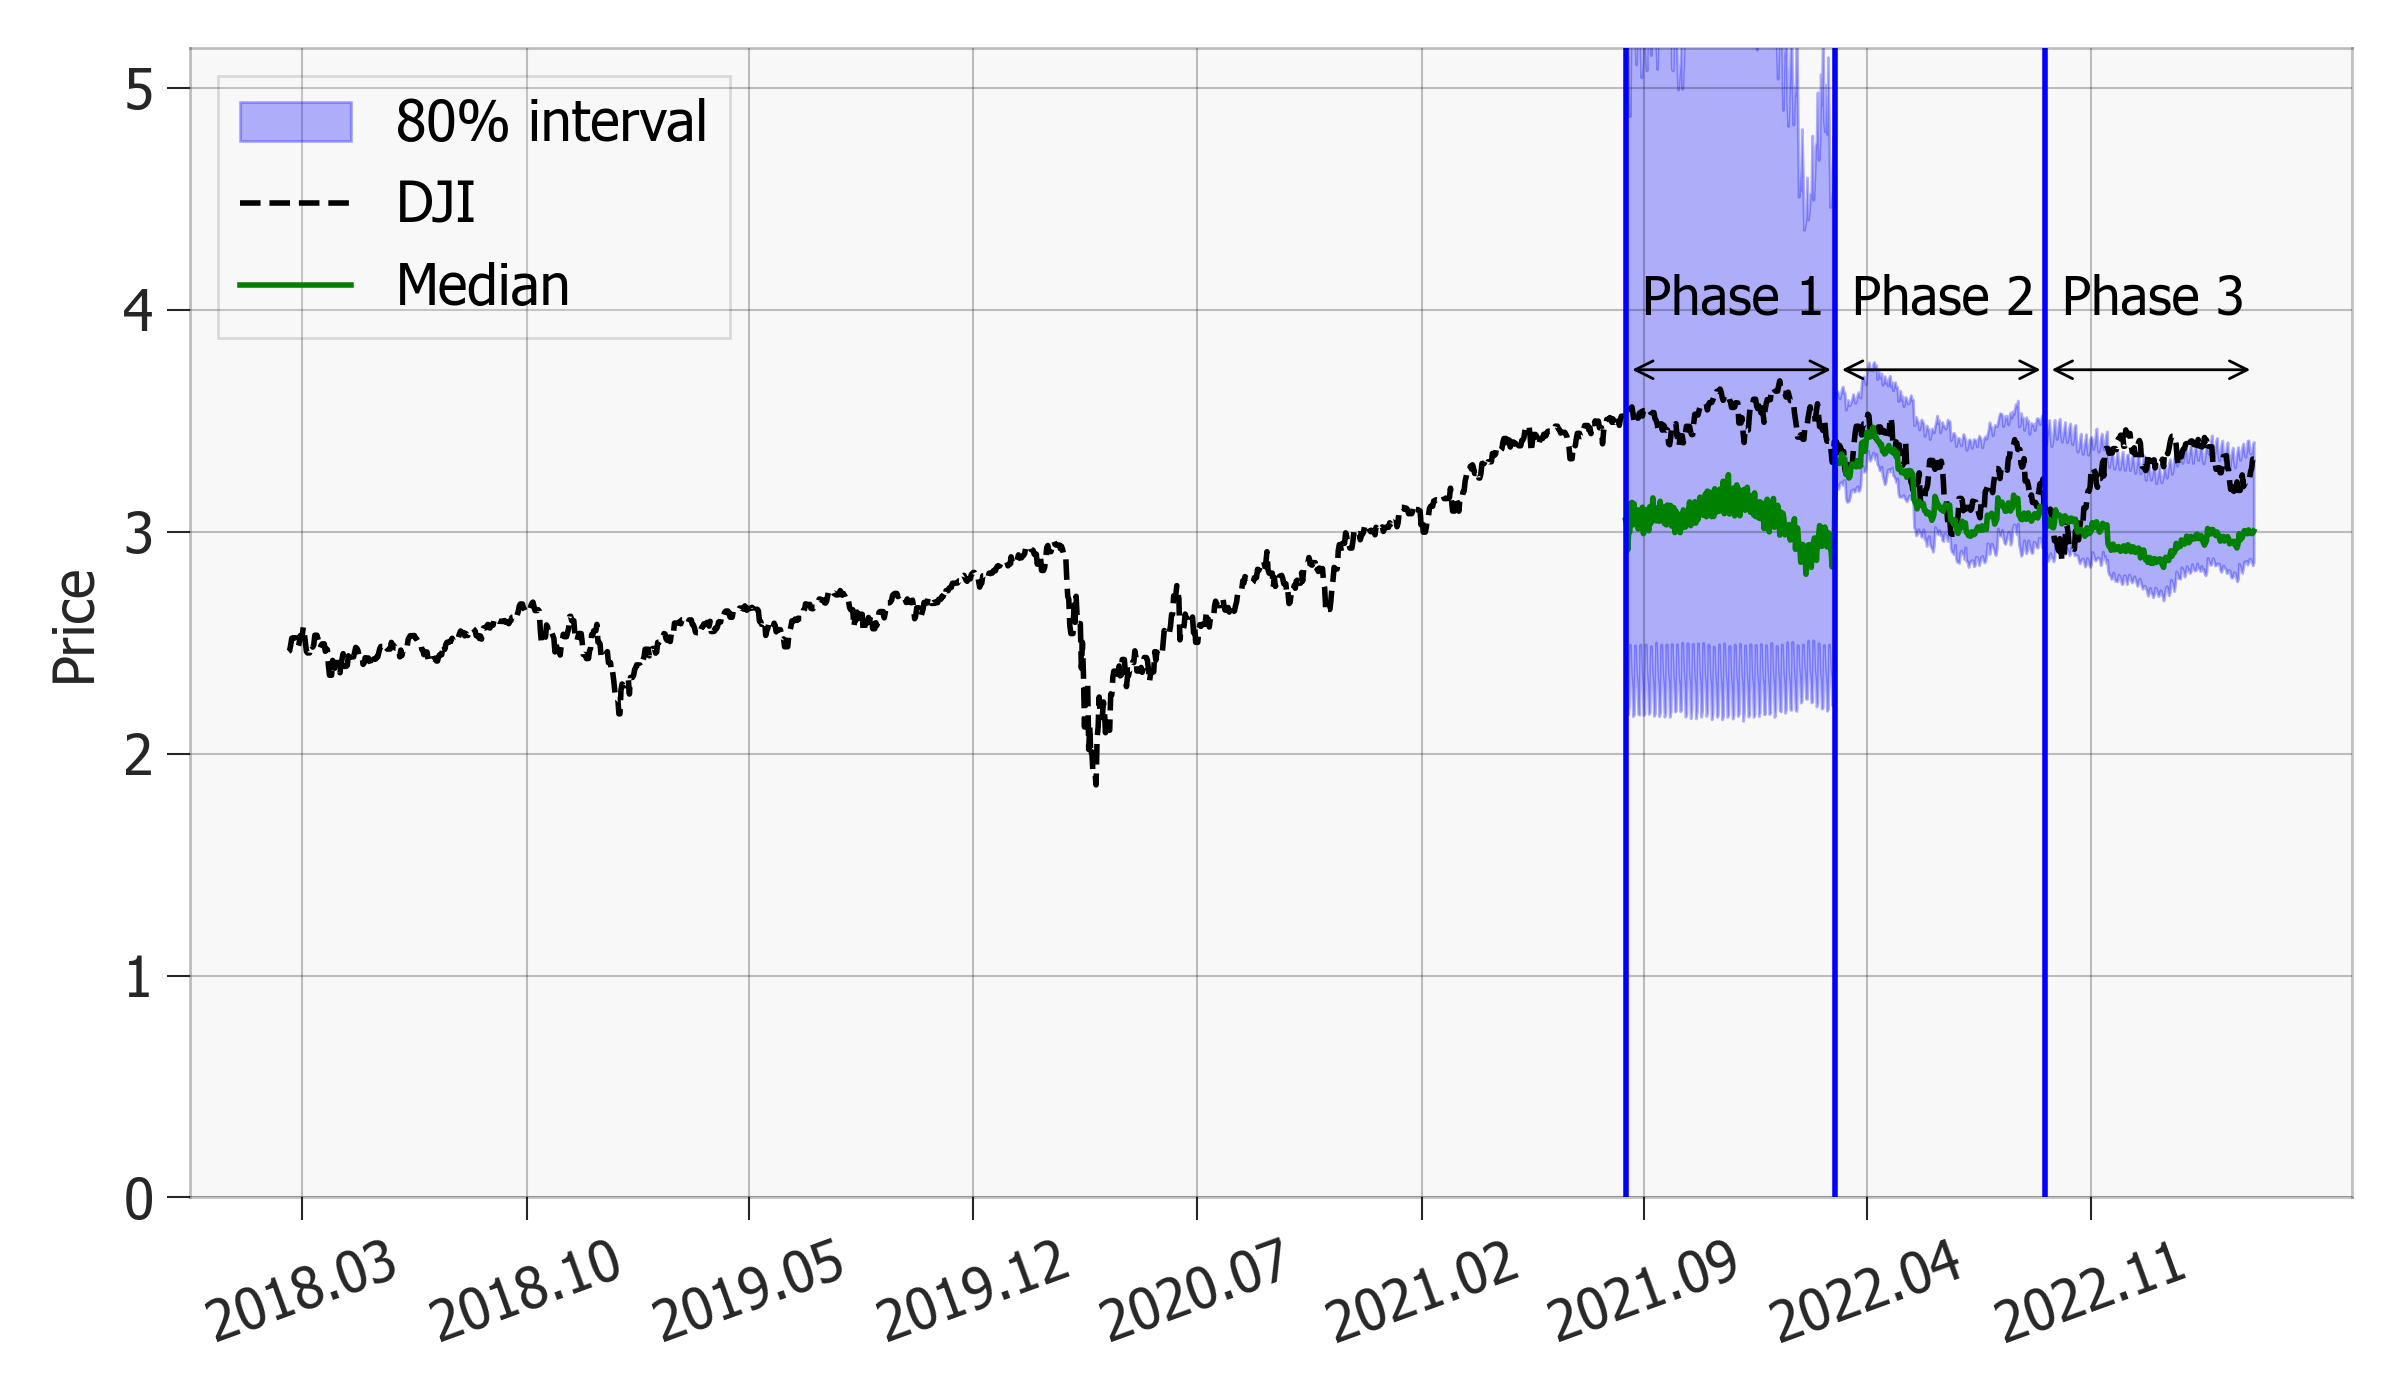 80% interval
DJI
Median
Phase 1
Phase 2
Phase 3
Price
5
4
3
2
1
0
2018.03
2018.10
2019.05
2019.12
2020.07
2021.02
2021.09
2022.04
2022.11